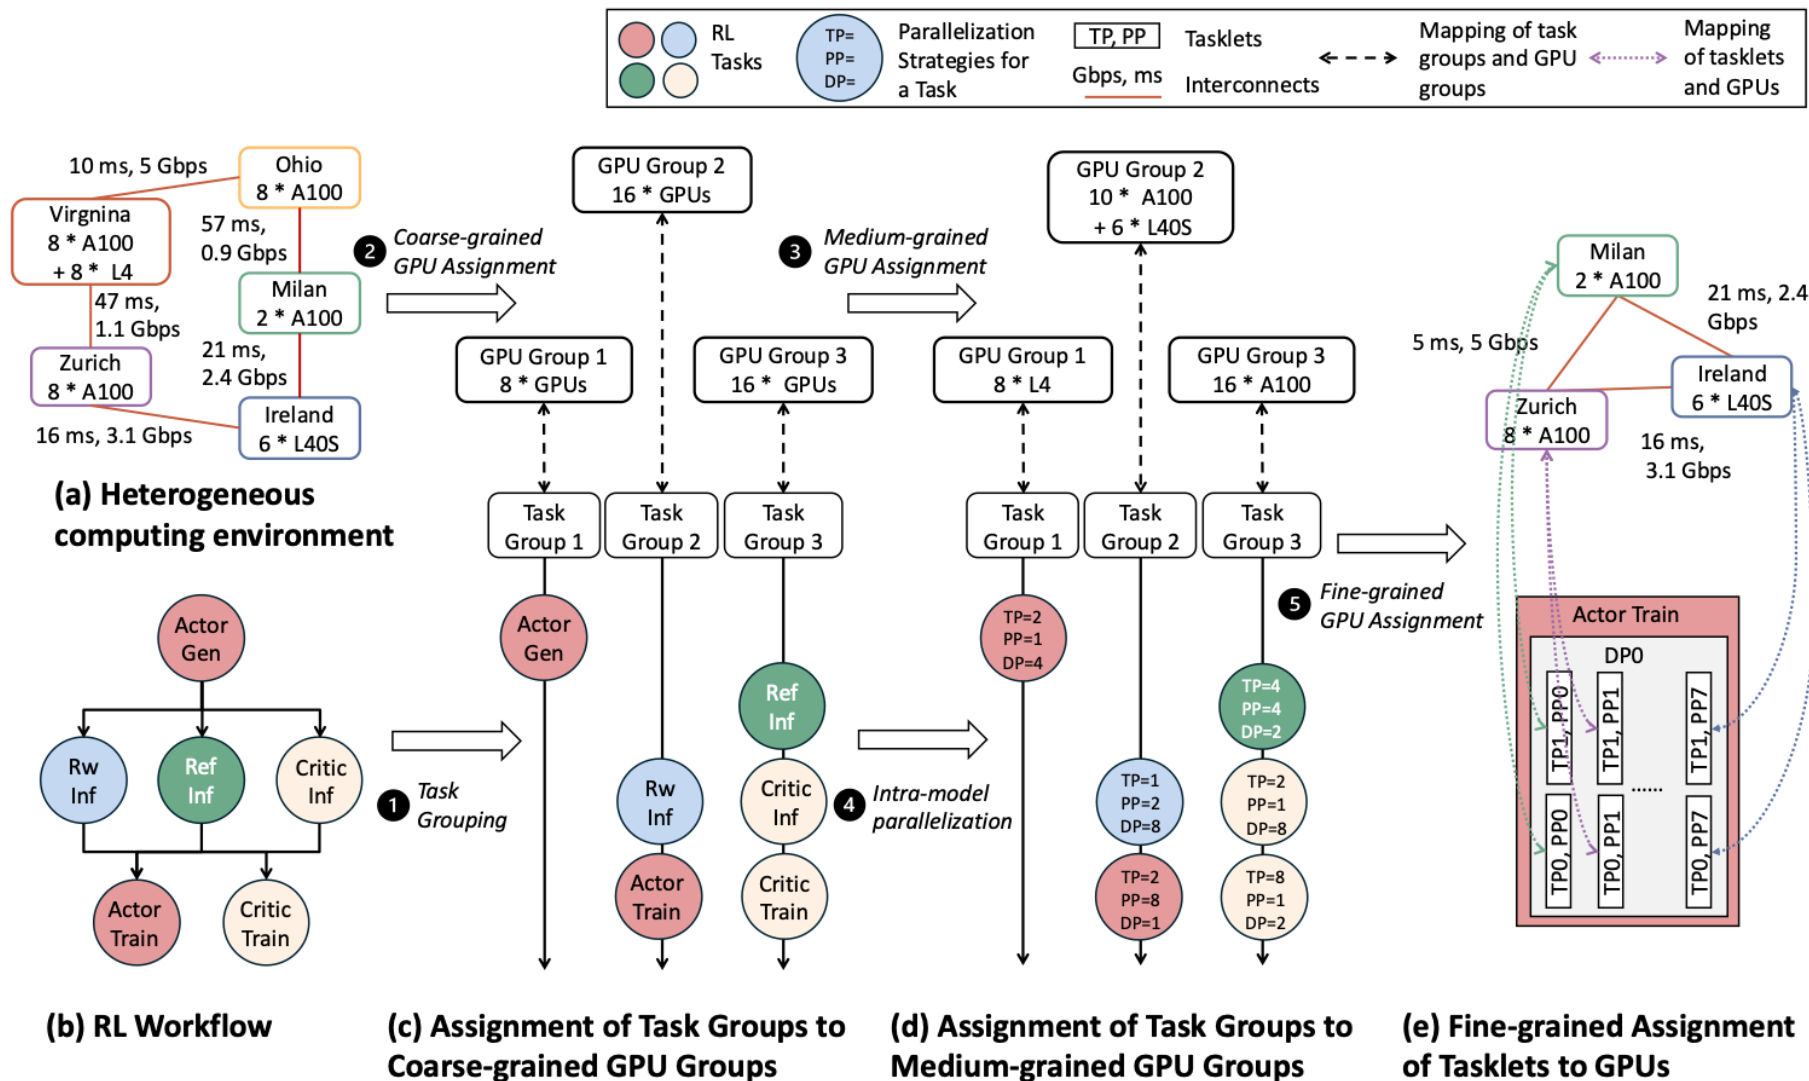 RL
Tasks
TP=
PP=
DP=
Parallelization
Strategies for
a Task
TP, PP
Tasklets
Gbps, ms
Interconnects
Mapping of task
groups and GPU
groups
Mapping
of tasklets
and GPUs
10 ms, 5 Gbps
Ohio
8 * A100
Virgnina
8 * A100
+ 8 * L4
57 ms,
0.9 Gbps
Milan
2 * A100
47 ms,
1.1 Gbps
21 ms,
2.4 Gbps
Zurich
8 * A100
16 ms, 3.1 Gbps
Ireland
6 * L40S
(a) Heterogeneous
computing environment
Actor
Gen
Rw
Inf
Ref
Inf
Critic
Inf
Actor
Train
Critic
Train
(b) RL Workflow
1 Task
Grouping
2 Coarse-grained
GPU Assignment
GPU Group 2
16 * GPUs
GPU Group 1
8 * GPUs
GPU Group 3
16 * GPUs
Task
Group 1
Task
Group 2
Task
Group 3
Actor
Gen
Ref
Inf
Rw
Inf
Critic
Inf
Actor
Train
Critic
Train
(c) Assignment of Task Groups to
Coarse-grained GPU Groups
3 Medium-grained
GPU Assignment
4 Intra-model
parallelization
GPU Group 2
10 * A100
+ 6 * L40S
GPU Group 1
8 * L4
GPU Group 3
16 * A100
Task
Group 1
Task
Group 2
Task
Group 3
TP=2
PP=1
DP=4
TP=4
PP=4
DP=2
TP=1
PP=2
DP=8
TP=2
PP=1
DP=8
TP=2
PP=8
DP=1
TP=8
PP=1
DP=2
(d) Assignment of Task Groups to
Medium-grained GPU Groups
5 Fine-grained
GPU Assignment
Milan
2 * A100
21 ms, 2.4
Gbps
5 ms, 5 Gbps
Ireland
6 * L40S
Zurich
8 * A100
16 ms,
3.1 Gbps
Actor Train
DP0
TP1, PP0
TP1, PP1
TP1, PP7
......
TP0, PP0
TP0, PP1
TP0, PP7
(e) Fine-grained Assignment
of Tasklets to GPUs